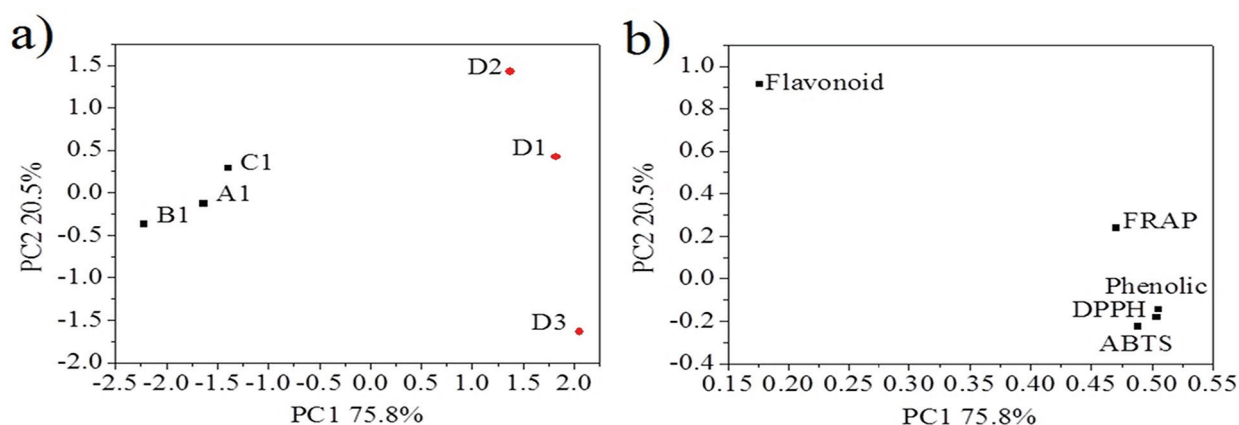 a)
1.5
1.0
0.5
0.0
-0.5
-1.0
-1.5
-2.0
PC2 20.5%
D2
D1
C1
A1
B1
D3
-2.5 -2.0 -1.5 -1.0 -0.5 0.0 0.5 1.0 1.5 2.0
PC1 75.8%
b)
1.0
0.8
0.6
0.4
0.2
0.0
-0.2
-0.4
PC2 20.5%
Flavonoid
FRAP
Phenolic
DPPH
ABTS
0.15 0.20 0.25 0.30 0.35 0.40 0.45 0.50 0.55
PC1 75.8%